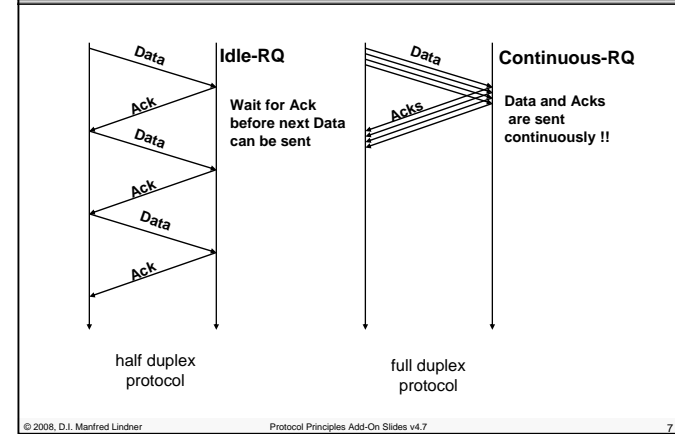 Data
Idle-RQ
Ack
Wait for Ack
before next Data
can be sent
Data
Ack
Data
Ack
half duplex
protocol
Data
Continuous-RQ
Acks
Data and Acks
are sent
continuously !!
full duplex
protocol
© 2008, D.I. Manfred Lindner
Protocol Principles Add-On Slides v4.7
7